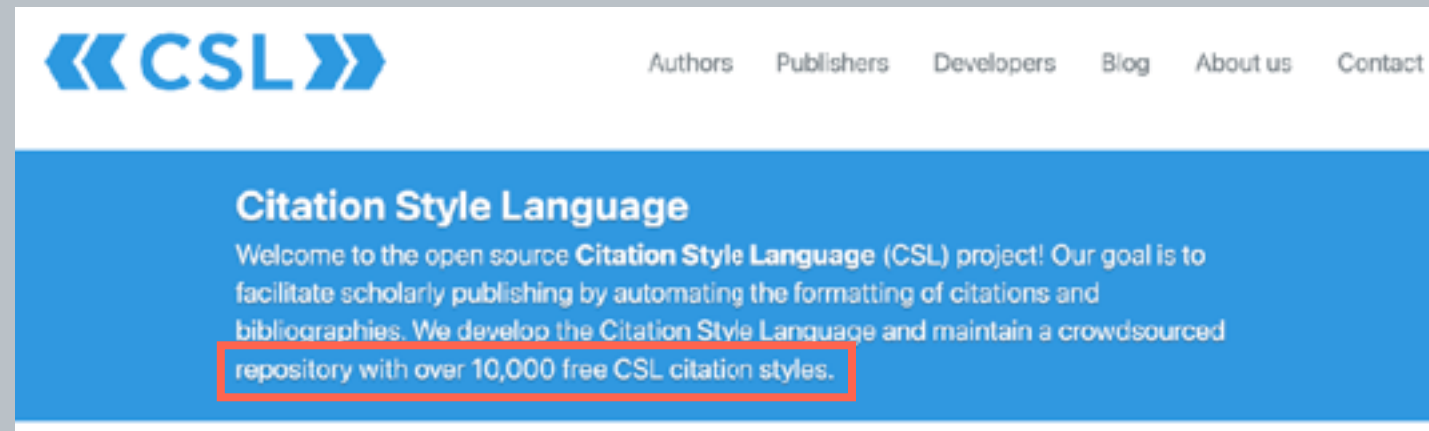 CSL
Authors Publishers Developers Blog About us Contact
Citation Style Language
Welcome to the open source Citation Style Language (CSL) project! Our goal is to
facilitate scholarly publishing by automating the formatting of citations and
bibliographies. We develop the Citation Style Language and maintain a crowdsourced
repository with over 10,000 free CSL citation styles.